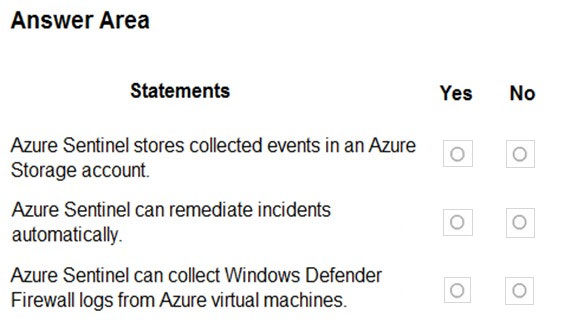 Answer Area
Statements Yes No
Azure Sentinel stores collected events in an Azure
Storage account.
Azure Sentinel can remediate incidents
automatically.
Azure Sentinel can collect Windows Defender
Firewall logs from Azure virtual machines.